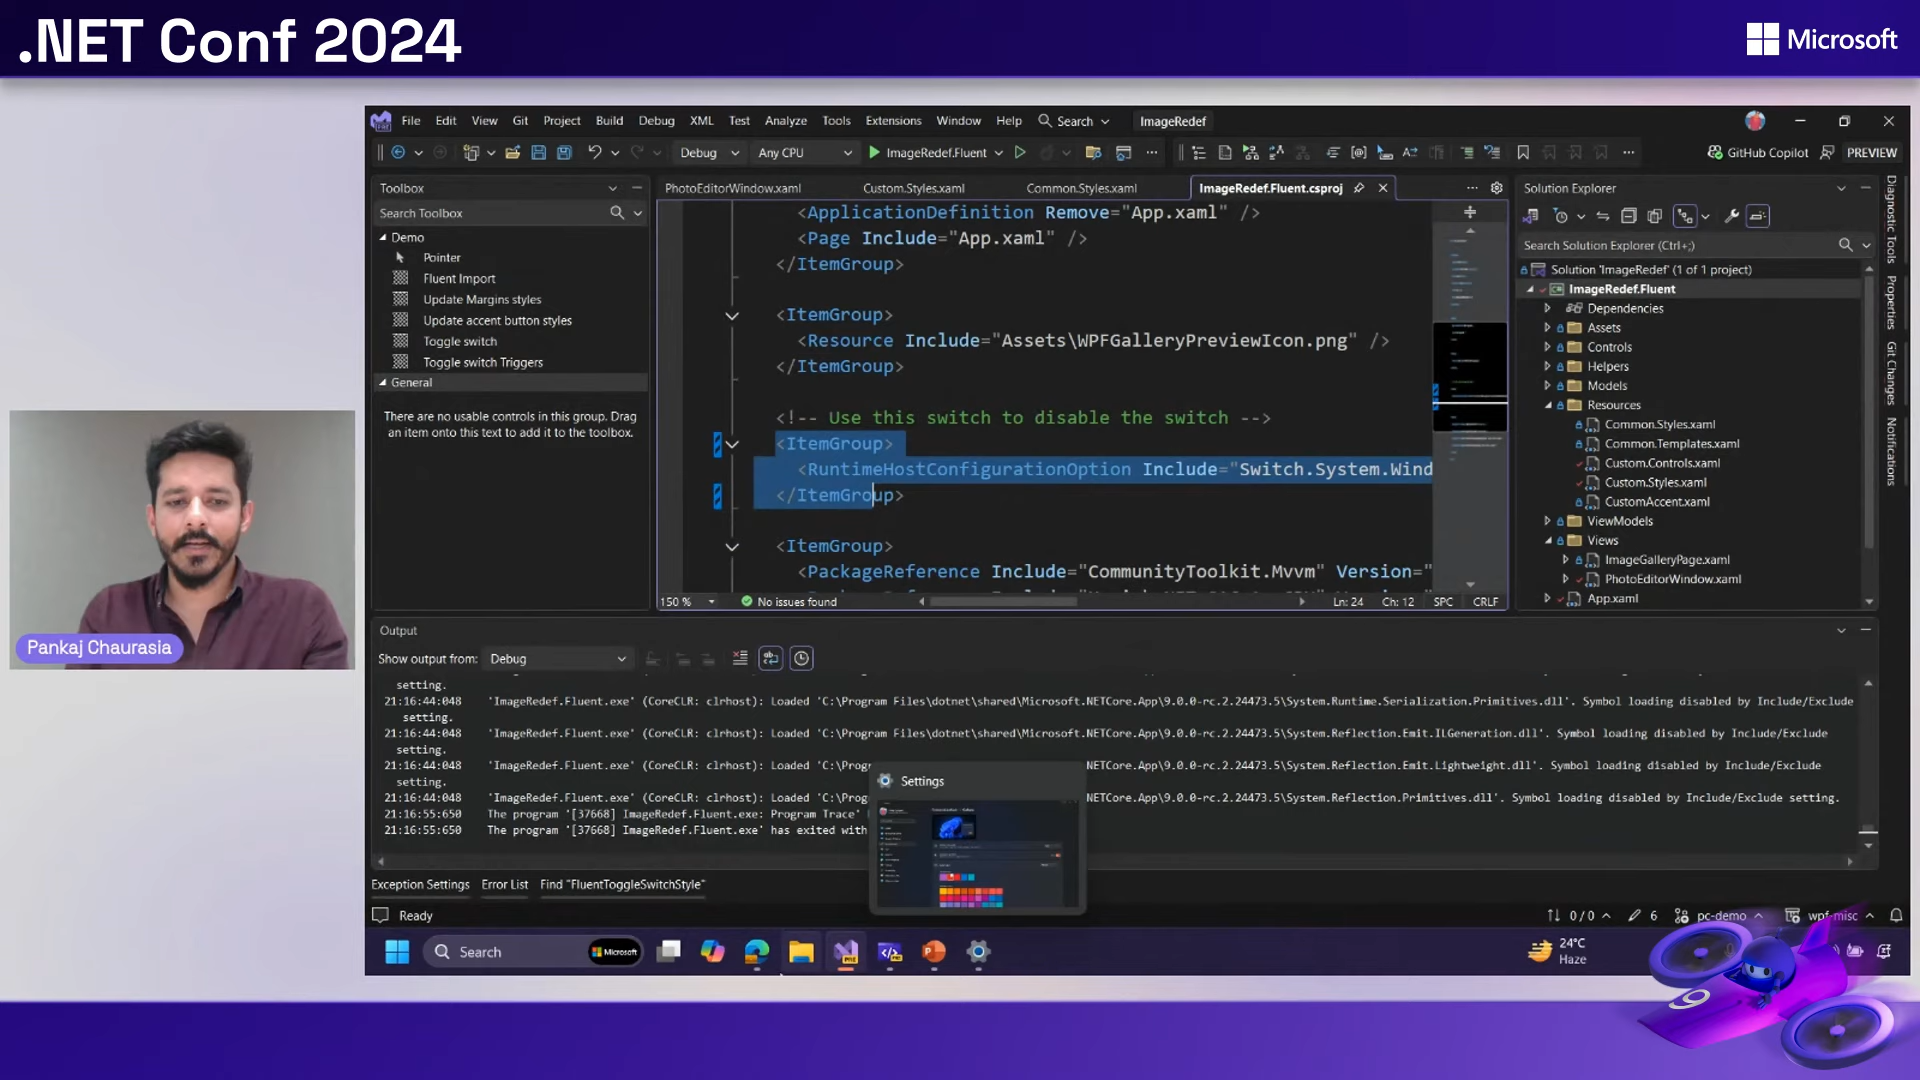 .NET Conf 2024
Microsoft
File Edit View Git Project Build Debug XML Test Analyze Tools Extensions Window Help Search ImageRedef
Debug Any CPU ImageRedef.Fluent GitHub Copilot PREVIEW
Toolbox
Search Toolbox
Demo
Pointer
Fluent Import
Update Margins styles
Update accent button styles
Toggle switch
Toggle switch Triggers
General
There are no usable controls in this group. Drag
an item onto this text to add it to the toolbox.
PhotoEditorWindow.xaml Custom.Styles.xaml Common.Styles.xaml ImageRedef.Fluent.csproj
<ApplicationDefinition Remove="App.xaml" />
<Page Include="App.xaml" />
</ItemGroup>
<ItemGroup>
<Resource Include="Assets\WPFGalleryPreviewIcon.png" />
</ItemGroup>
<!-- Use this switch to disable the switch -->
<ItemGroup>
<RuntimeHostConfigurationOption Include="Switch.System.Wind
</ItemGroup>
<ItemGroup>
<PackageReference Include="CommunityToolkit.Mvvm" Version="
150 % No issues found Ln: 24 Ch: 12 SPC CRLF
Solution Explorer
Search Solution Explorer (Ctrl+;)
Solution 'ImageRedef' (1 of 1 project)
ImageRedef.Fluent
Dependencies
Assets
Controls
Helpers
Models
Resources
Common.Styles.xaml
Common.Templates.xaml
Custom.Controls.xaml
Custom.Styles.xaml
CustomAccent.xaml
ViewModels
Views
ImageGalleryPage.xaml
PhotoEditorWindow.xaml
App.xaml
Diagnostic Tools
Properties
Git Changes
Notifications
Pankaj Chaurasia
Output
Show output from: Debug
setting.
21:16:44:048 'ImageRedef.Fluent.exe' (CoreCLR: clrhost): Loaded 'C:\Program Files\dotnet\shared\Microsoft.NETCore.App\9.0.0-rc.2.24473.5\System.Runtime.Serialization.Primitives.dll'. Symbol loading disabled by Include/Exclude
setting.
21:16:44:048 'ImageRedef.Fluent.exe' (CoreCLR: clrhost): Loaded 'C:\Program Files\dotnet\shared\Microsoft.NETCore.App\9.0.0-rc.2.24473.5\System.Reflection.Emit.ILGeneration.dll'. Symbol loading disabled by Include/Exclude
setting.
21:16:44:048 'ImageRedef.Fluent.exe' (CoreCLR: clrhost): Loaded 'C:\Prog NETCore.App\9.0.0-rc.2.24473.5\System.Reflection.Emit.Lightweight.dll'. Symbol loading disabled by Include/Exclude
setting.
21:16:44:048 'ImageRedef.Fluent.exe' (CoreCLR: clrhost): Loaded 'C:\Prog NETCore.App\9.0.0-rc.2.24473.5\System.Reflection.Primitives.dll'. Symbol loading disabled by Include/Exclude setting.
21:16:55:650 The program '[37668] ImageRedef.Fluent.exe: Program Trace'
21:16:55:650 The program '[37668] ImageRedef.Fluent.exe' has exited with
Settings
Exception Settings Error List Find "FluentToggleSwitchStyle"
Ready 0 / 0 6 pc-demo wpf-misc
Search Microsoft
24°C
Haze
9